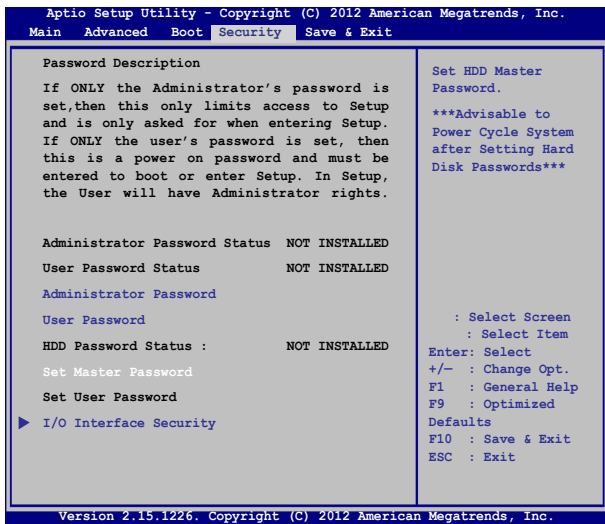 Aptio Setup Utility - Copyright (C) 2012 American Megatrends, Inc.
Main Advanced Boot Security Save & Exit
Password Description
If ONLY the Administrator's password is
set,then this only limits access to Setup
and is only asked for when entering Setup.
If ONLY the user's password is set, then
this is a power on password and must be
entered to boot or enter Setup. In Setup,
the User will have Administrator rights.
Administrator Password Status NOT INSTALLED
User Password Status NOT INSTALLED
Administrator Password
User Password
HDD Password Status : NOT INSTALLED
Set Master Password
Set User Password
I/O Interface Security
Set HDD Master
Password.
***Advisable to
Power Cycle System
after Setting Hard
Disk Passwords***
: Select Screen
: Select Item
Enter: Select
+/— : Change Opt.
F1 : General Help
F9 : Optimized
Defaults
F10 : Save & Exit
ESC : Exit
Version 2.15.1226. Copyright (C) 2012 American Megatrends, Inc.